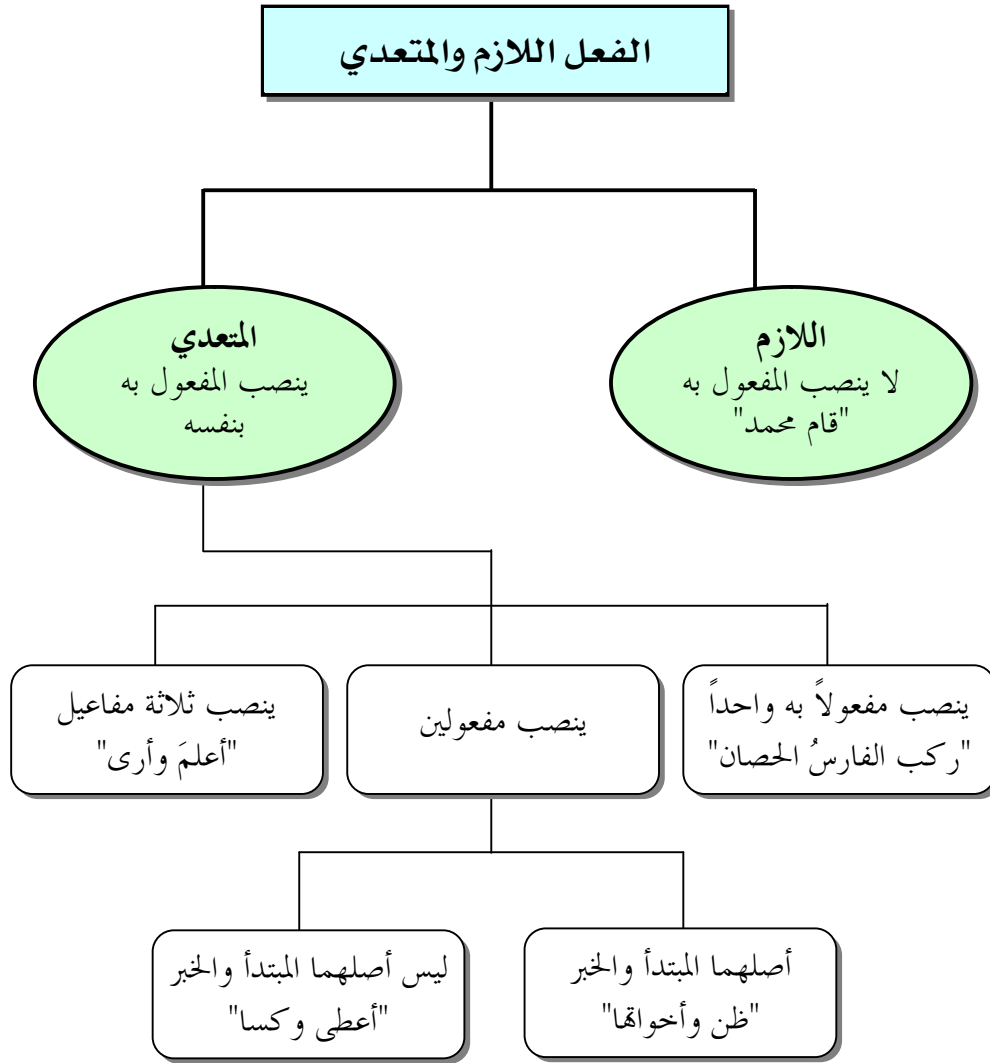 الفعل اللازم والمتعدي
اللازم
لا ينصب المفعول به
"قام محمد"
المتعدي
ينصب المفعول به
بنفسه
ينصب مفعولاً به واحداً
"ركب الفارسُ الحصان"
ينصب مفعولين
ينصب ثلاثة مفاعيل
"أعلمَ وأرى"
أصلهما المبتدأ والخبر
"ظن وأخواتها"
ليس أصلهما المبتدأ والخبر
"أعطى وكسا"